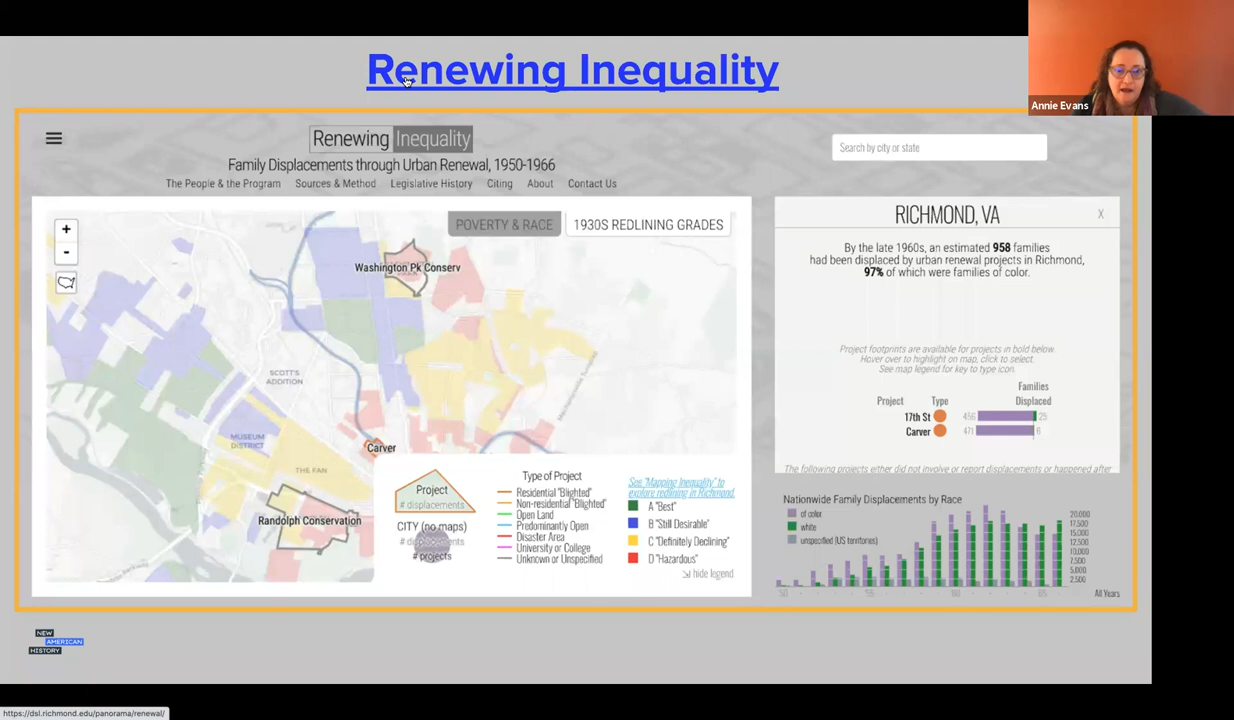 Renewing Inequality
Annie Evans
Renewing Inequality
Family Displacements through Urban Renewal, 1950-1966
The People & the Program Sources & Method Legislative History Citing About Contact Us
Search by city or state
+
-
POVERTY & RACE
1930S REDLINING GRADES
Washington Pk Conserv
SCOTT'S
ADDITION
MUSEUM
DISTRICT
THE FAN
Carver
Randolph Conservation
Project
# displacements
CITY (no maps)
# displacements
# projects
Type of Project
Residential "Blighted"
Non-residential "Blighted"
Open Land
Predominantly Open
Disaster Area
University or College
Unknown or Unspecified
See "Mapping Inequality" to
explore redlining in Richmond.
A "Best"
B "Still Desirable"
C "Definitely Declining"
D "Hazardous"
hide legend
RICHMOND, VA
X
By the late 1960s, an estimated 958 families
had been displaced by urban renewal projects in Richmond,
97% of which were families of color.
Project footprints are available for projects in bold below.
Hover over to highlight on map, click to select.
See map legend for key to type icon.
Families
Project Type Displaced
17th St 456 25
Carver 471 6
The following projects either did not involve or report displacements or happened after
Nationwide Family Displacements by Race
of color
white
unspecified (US territories)
20,000
17,500
15,000
12,500
10,000
7,500
5,000
2,500
'50 '55 '60 '65 All Years
NEW
AMERICAN
HISTORY
https://dsl.richmond.edu/panorama/renewal/